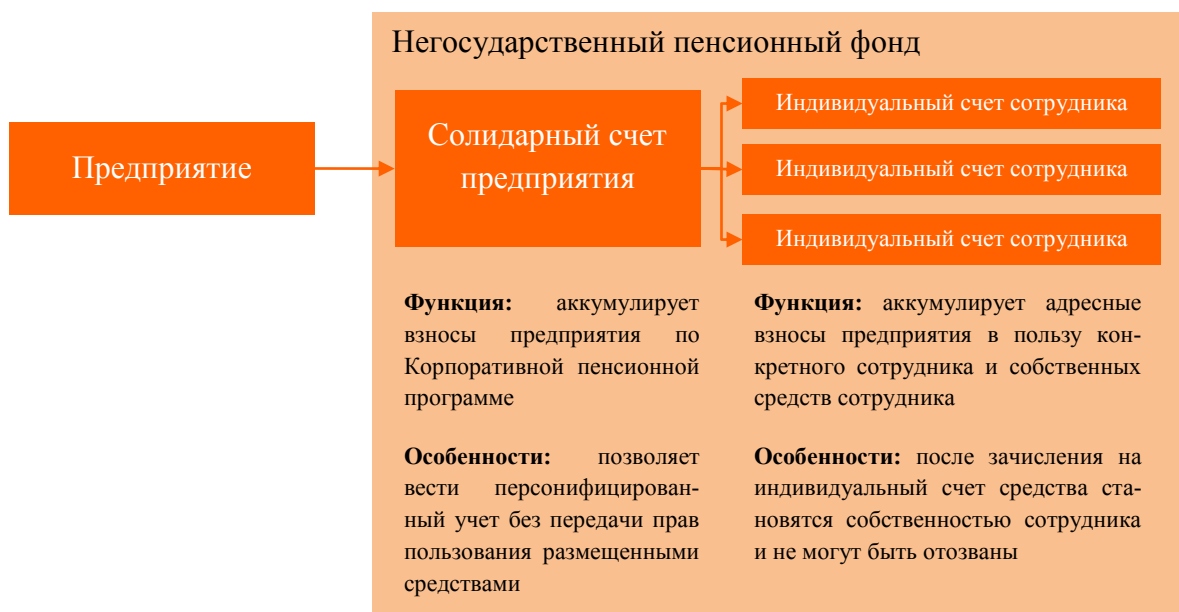 Негосударственный пенсионный фонд
Предприятие
Солидарный счет
предприятия
Индивидуальный счет сотрудника
Индивидуальный счет сотрудника
Индивидуальный счет сотрудника
Функция: аккумулирует
взносы предприятия по
Корпоративной пенсионной
программе
Особенности: позволяет
вести персонифицирован-
ный учет без передачи прав
пользования размещенными
средствами
Функция: аккумулирует адресные
взносы предприятия в пользу кон-
кретного сотрудника и собственных
средств сотрудника
Особенности: после зачисления на
индивидуальный счет средства ста-
новятся собственностью сотрудника
и не могут быть отозваны